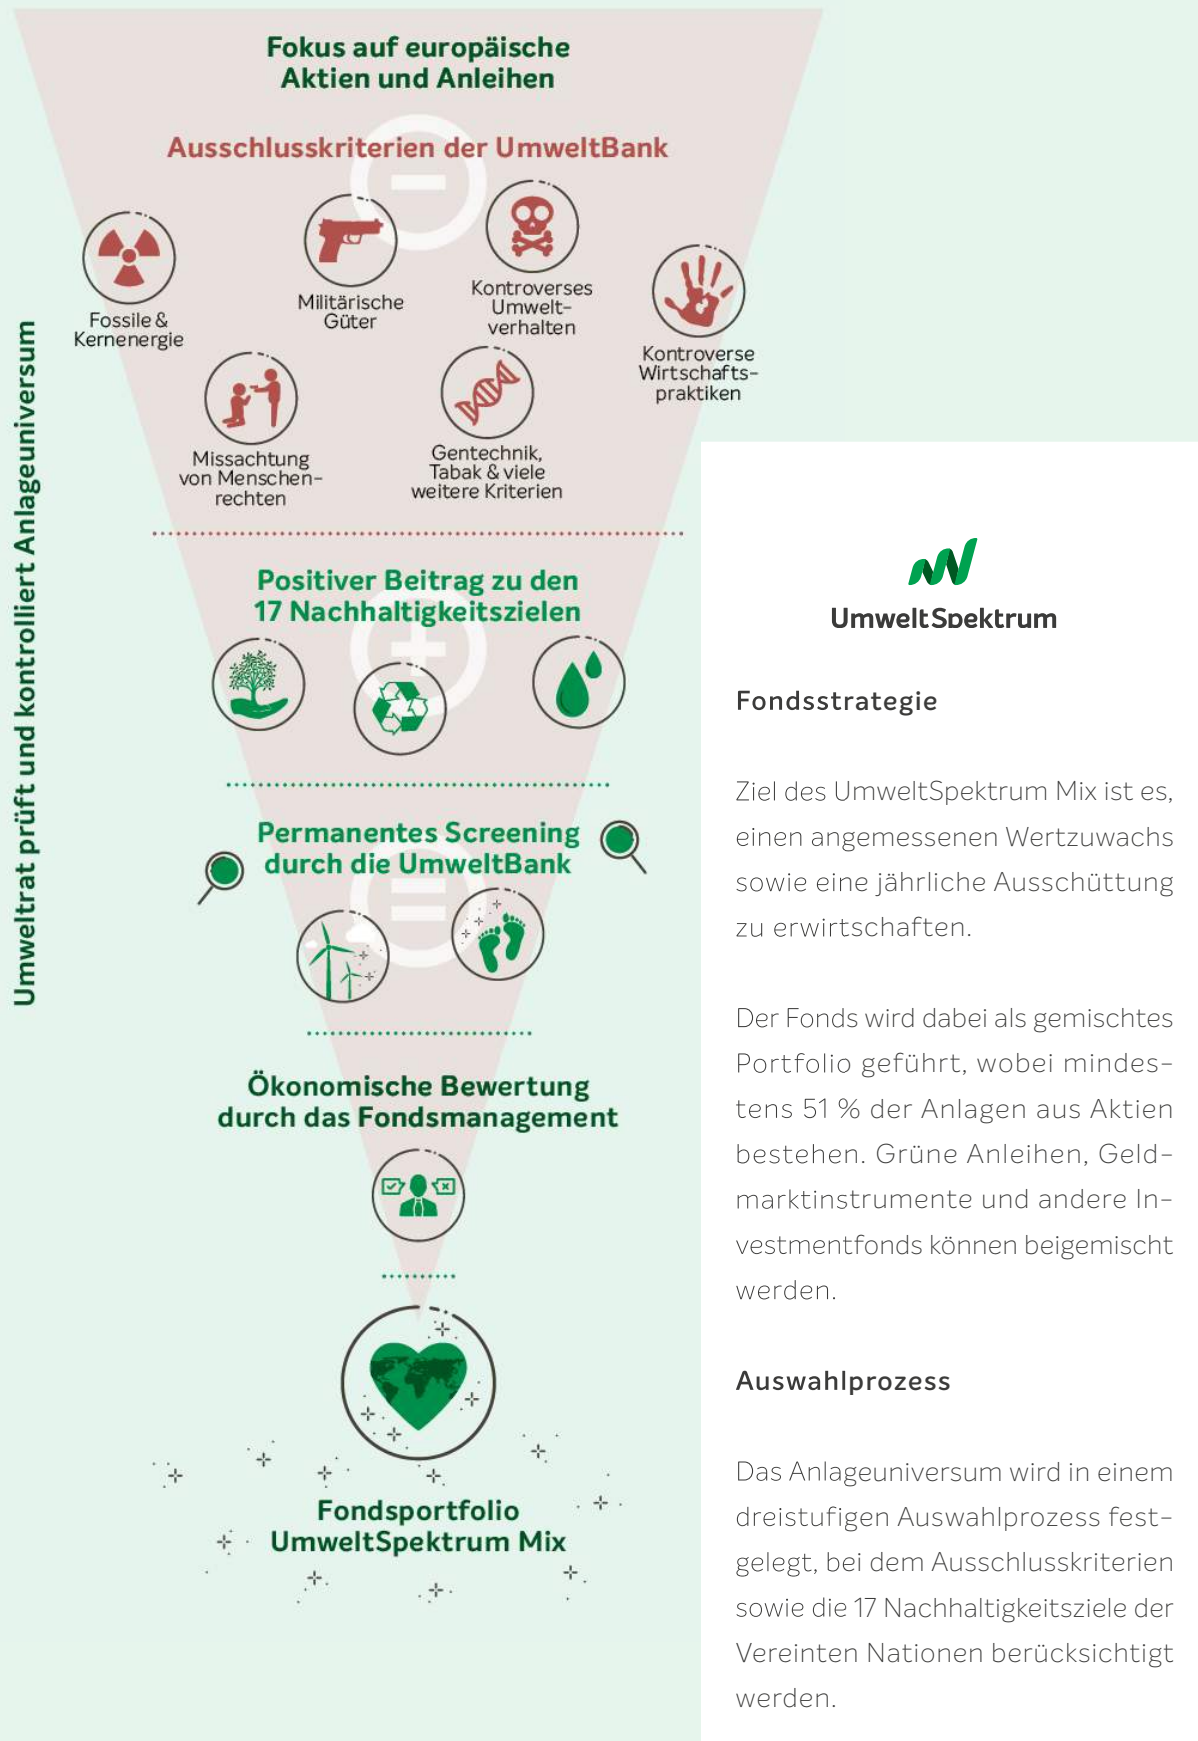 Fokus auf europäische
Aktien und Anleihen
Ausschlusskriterien der UmweltBank
Fossile &
Kernenergie
Militärische
Güter
Kontroverses
Umwelt-
verhalten
Kontroverse
Wirtschafts-
praktiken
Missachtung
von Menschen-
rechten
Gentechnik,
Tabak & viele
weitere Kriterien
Positiver Beitrag zu den
17 Nachhaltigkeitszielen
Permanentes Screening
durch die UmweltBank
Ökonomische Bewertung
durch das Fondsmanagement
Fondsportfolio
UmweltSpektrum Mix
Umweltrat prüft und kontrolliert Anlageuniversum
UmweltSpektrum
Fondsstrategie
Ziel des UmweltSpektrum Mix ist es,
einen angemessenen Wertzuwachs
sowie eine jährliche Ausschüttung
zu erwirtschaften.
Der Fonds wird dabei als gemischtes
Portfolio geführt, wobei mindes-
tens 51 % der Anlagen aus Aktien
bestehen. Grüne Anleihen, Geld-
marktinstrumente und andere In-
vestmentfonds können beigemischt
werden.
Auswahlprozess
Das Anlageuniversum wird in einem
dreistufigen Auswahlprozess fest-
gelegt, bei dem Ausschlusskriterien
sowie die 17 Nachhaltigkeitsziele der
Vereinten Nationen berücksichtigt
werden.